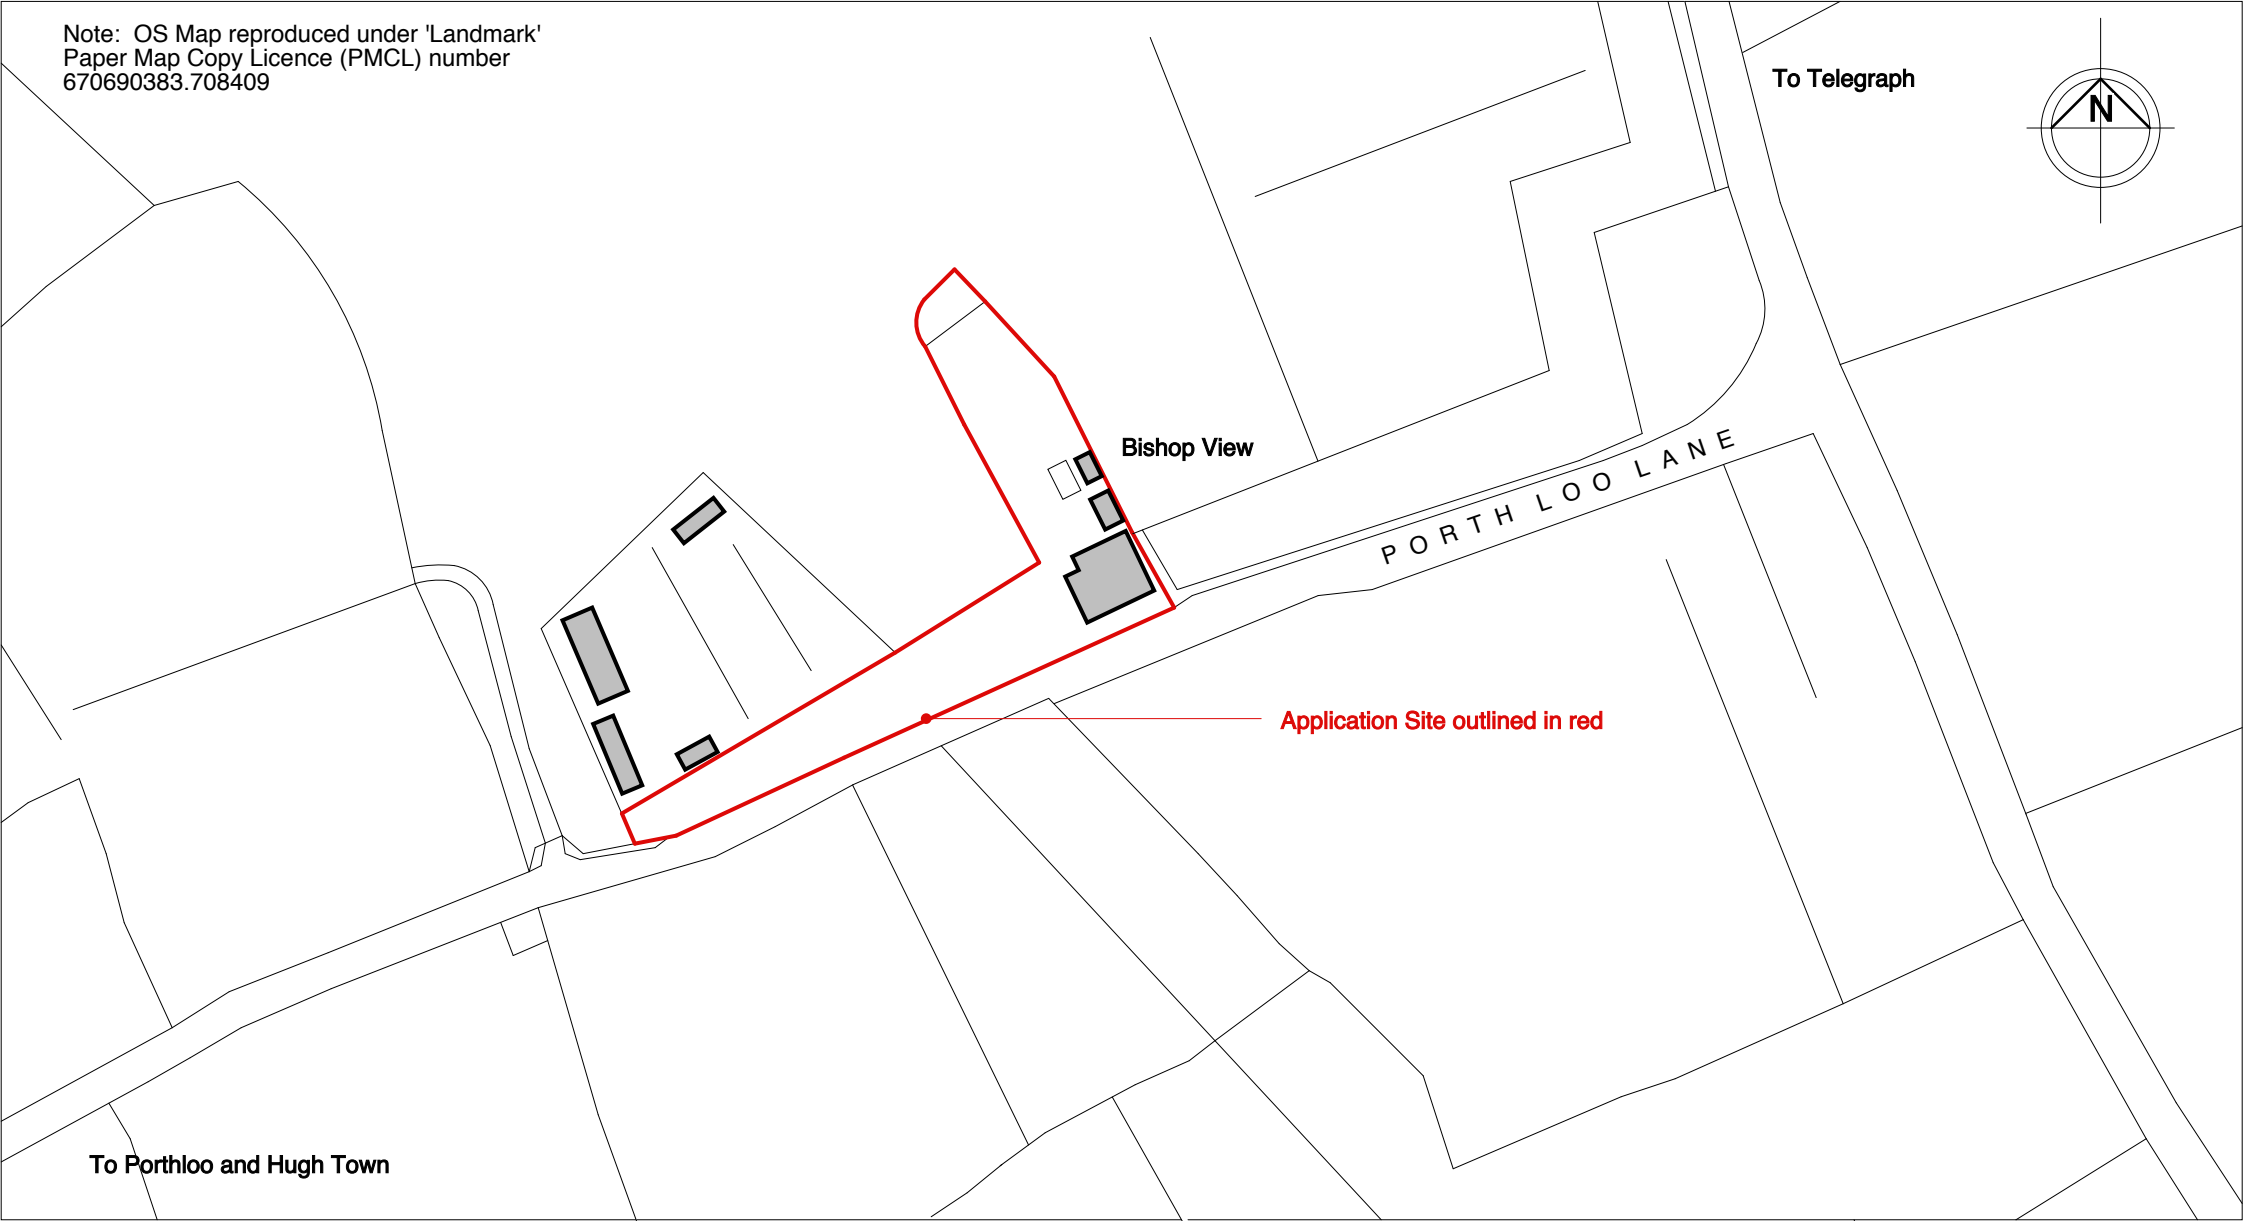 Note:  OS Map reproduced under 'Landmark'
Paper Map Copy Licence (PMCL) number
670690383.708409
To Telegraph
N
Bishop View
PORTH LOO LANE
Application Site outlined in red
To Porthloo and Hugh Town